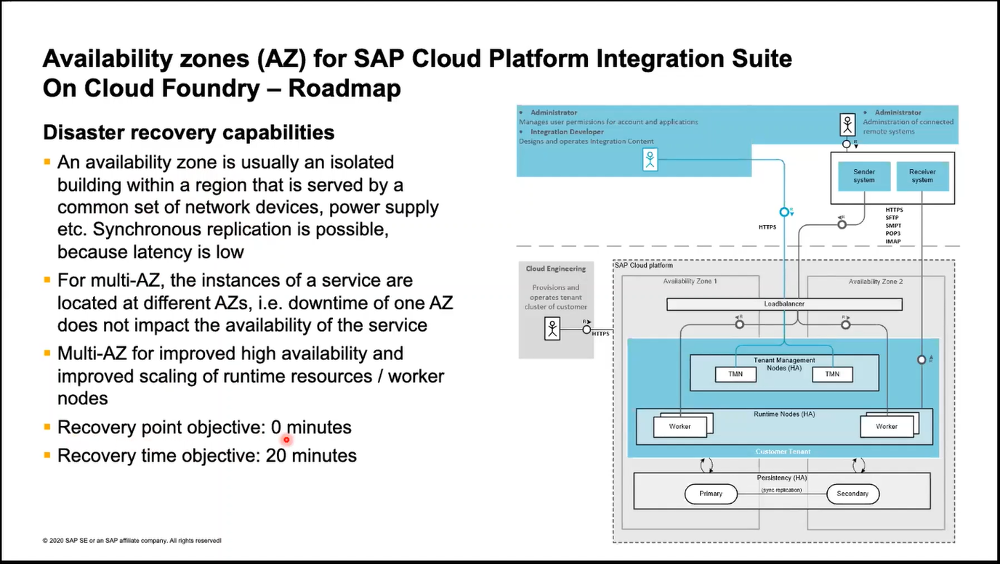 Availability zones (AZ) for SAP Cloud Platform Integration Suite
On Cloud Foundry – Roadmap
Disaster recovery capabilities
▪ An availability zone is usually an isolated
building within a region that is served by a
common set of network devices, power supply
etc. Synchronous replication is possible,
because latency is low
▪ For multi-AZ, the instances of a service are
located at different AZs, i.e. downtime of one AZ
does not impact the availability of the service
▪ Multi-AZ for improved high availability and
improved scaling of runtime resources / worker
nodes
▪ Recovery point objective: 0 minutes
▪ Recovery time objective: 20 minutes
© 2020 SAP SE or an SAP affiliate company. All rights reserved!
• Administrator
Manages user permissions for account and applications
• Integration Developer
Designs and operates Integration Content
• Administrator
Adminstration of connected
remote systems
R
Sender
system
Receiver
system
R
HTTPS
R
HTTPS
SFTP
SMPT
POP3
IMAP
Cloud Engineering
Provisions and
operates tenant
cluster of customer
R
HTTPS
SAP Cloud platform
Availability Zone 1
Availability Zone 2
Loadbalancer
R
R
Tenant Management
Nodes (HA)
TMN
TMN
R
Runtime Nodes (HA)
Worker
Worker
Customer Tenant
Persistency (HA)
Primary
(sync replication)
Secondary